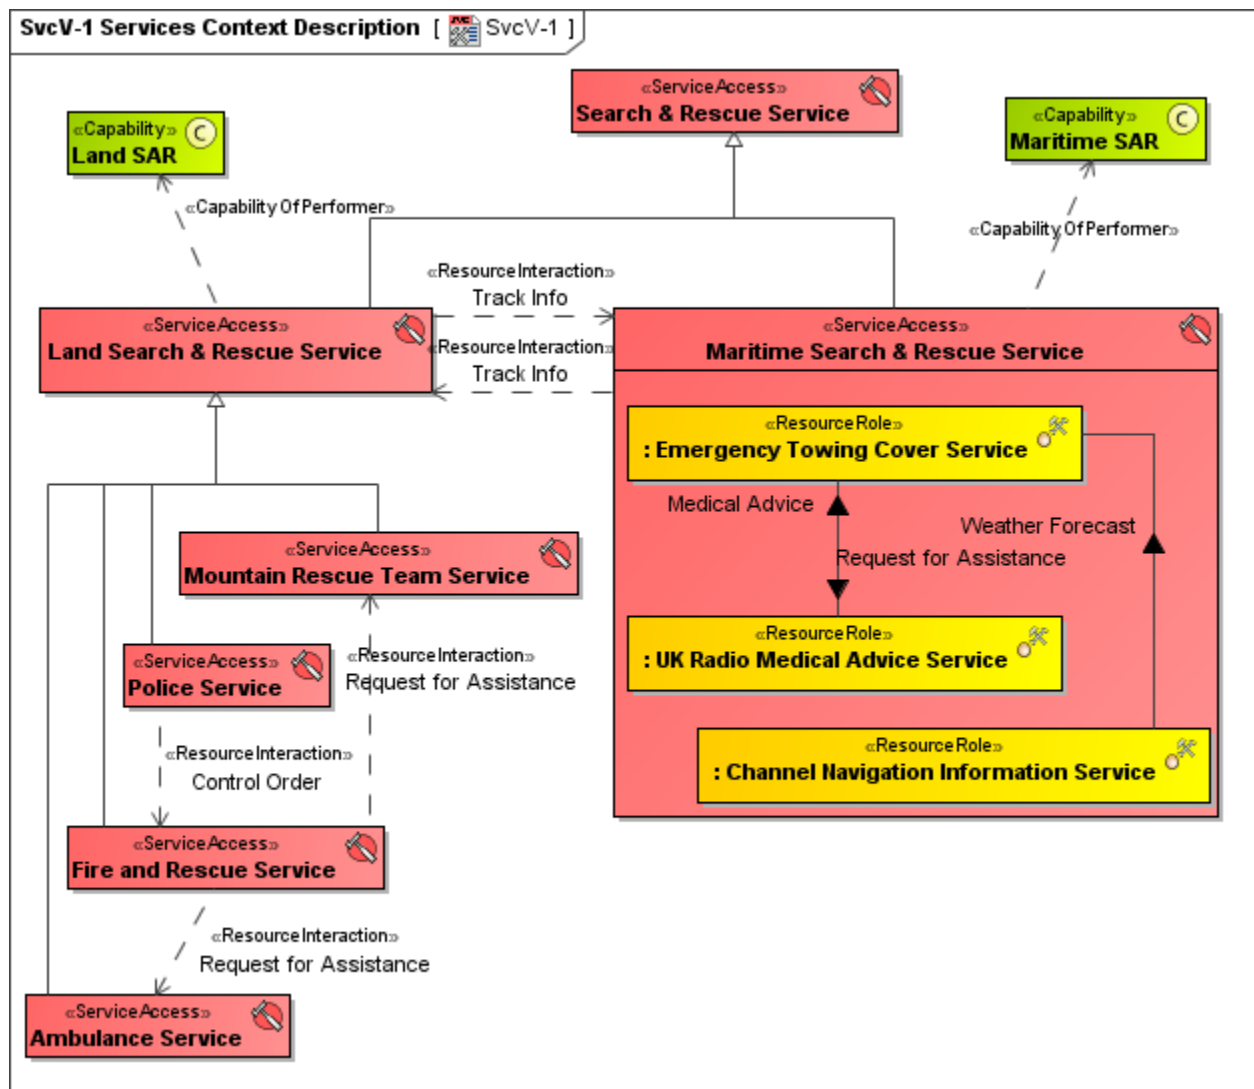 SvcV-1 Services Context Description [ SvcV-1 ]
«ServiceAccess»
Search & Rescue Service
«Capability»
Land SAR
«Capability»
Maritime SAR
«CapabilityOfPerformer»
«CapabilityOfPerformer»
«ResourceInteraction»
Track Info
«ServiceAccess»
Land Search & Rescue Service
«ResourceInteraction»
Track Info
«ServiceAccess»
Maritime Search & Rescue Service
«ResourceRole»
: Emergency Towing Cover Service
Medical Advice
Weather Forecast
Request for Assistance
«ResourceRole»
: UK Radio Medical Advice Service
«ResourceRole»
: Channel Navigation Information Service
«ServiceAccess»
Mountain Rescue Team Service
«ServiceAccess»
Police Service
«ResourceInteraction»
Request for Assistance
«ResourceInteraction»
Control Order
«ServiceAccess»
Fire and Rescue Service
«ResourceInteraction»
Request for Assistance
«ServiceAccess»
Ambulance Service